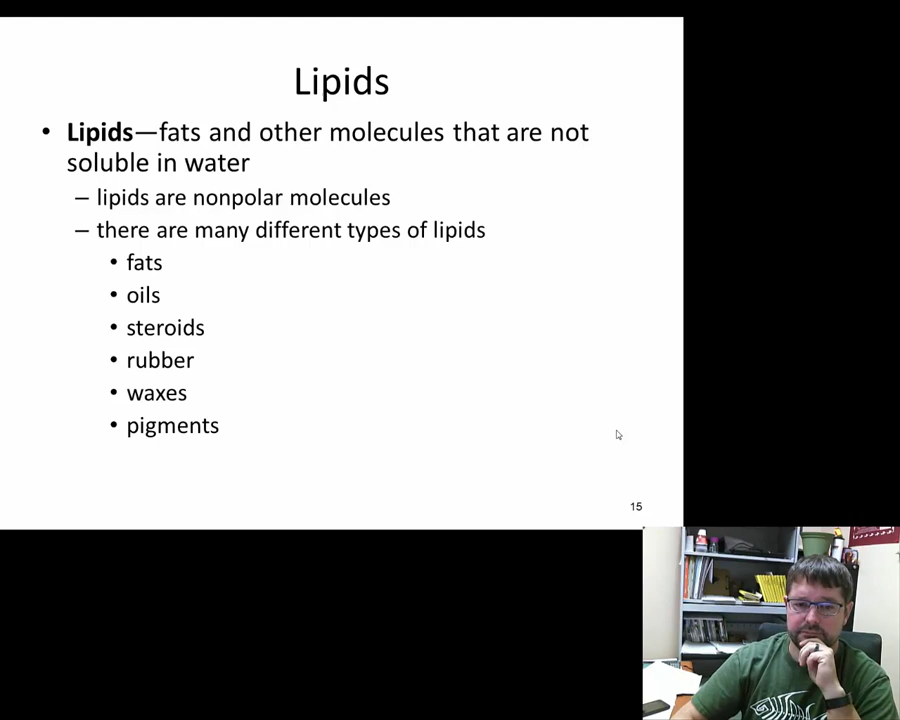 Lipids
• Lipids—fats and other molecules that are not
soluble in water
– lipids are nonpolar molecules
– there are many different types of lipids
• fats
• oils
• steroids
• rubber
• waxes
• pigments
15